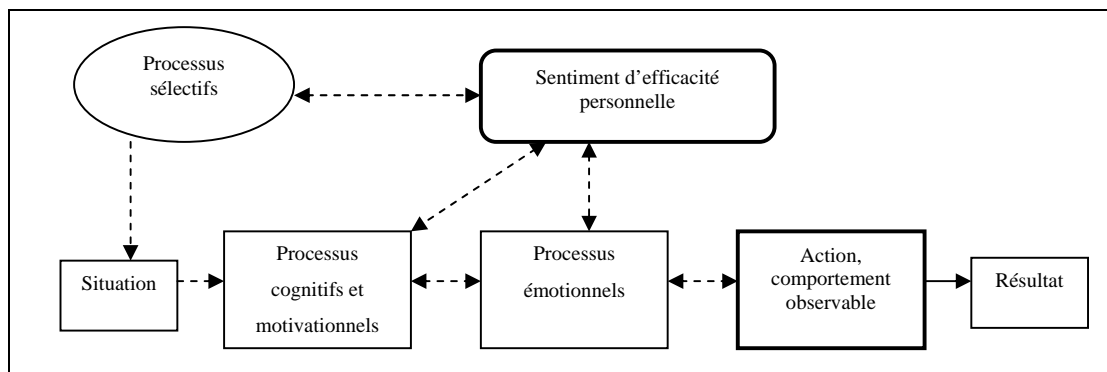 Processus
sélectifs
Sentiment d’efficacité
personnelle
Situation
Processus
cognitifs et
motivationnels
Processus
émotionnels
Action,
comportement
observable
Résultat